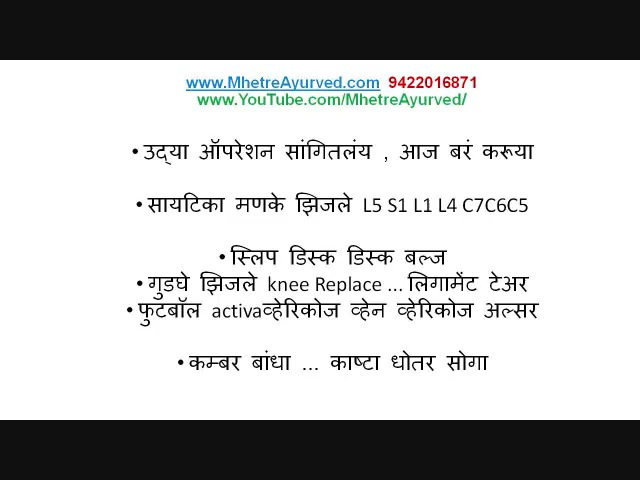 www.MhetreAyurved.com 9422016871
www.YouTube.com/MhetreAyurved/
• उद्या ऑपरेशन सांगितलंय , आज बरं करूया
• सायटिका मणके झिजले L5 S1 L1 L4 C7C6C5
• स्लिप डिस्क डिस्क बल्ज
• गुडघे झिजले knee Replace ... लिगामेंट टेअर
• फुटबॉल activaव्हेरिकोज व्हेन व्हेरिकोज अल्सर
• कम्बर बांधा ... काष्टा धोतर सोगा